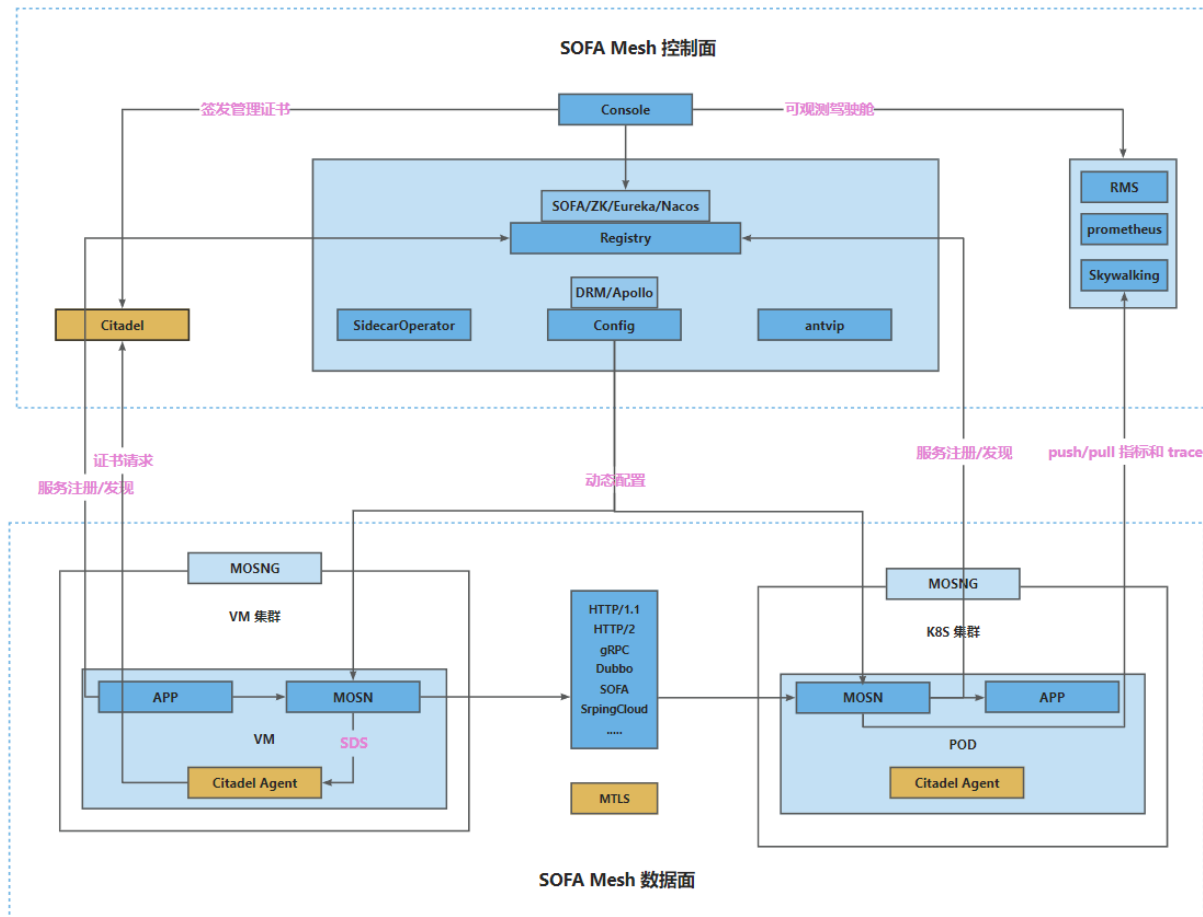 SOFA Mesh 控制面
签发管理证书
Console
可观测驾驶舱
SOFA/ZK/Eureka/Nacos
Registry
DRM/Apollo
SidecarOperator
Config
antvip
RMS
prometheus
Skywalking
Citadel
证书请求
服务注册/发现
动态配置
服务注册/发现
push/pull 指标和 trace
MOSNG
VM 集群
APP
MOSN
VM
SDS
Citadel Agent
HTTP/1.1
HTTP/2
gRPC
Dubbo
SOFA
SrpingCloud
.....
MTLS
MOSNG
K8S 集群
MOSN
APP
POD
Citadel Agent
SOFA Mesh 数据面